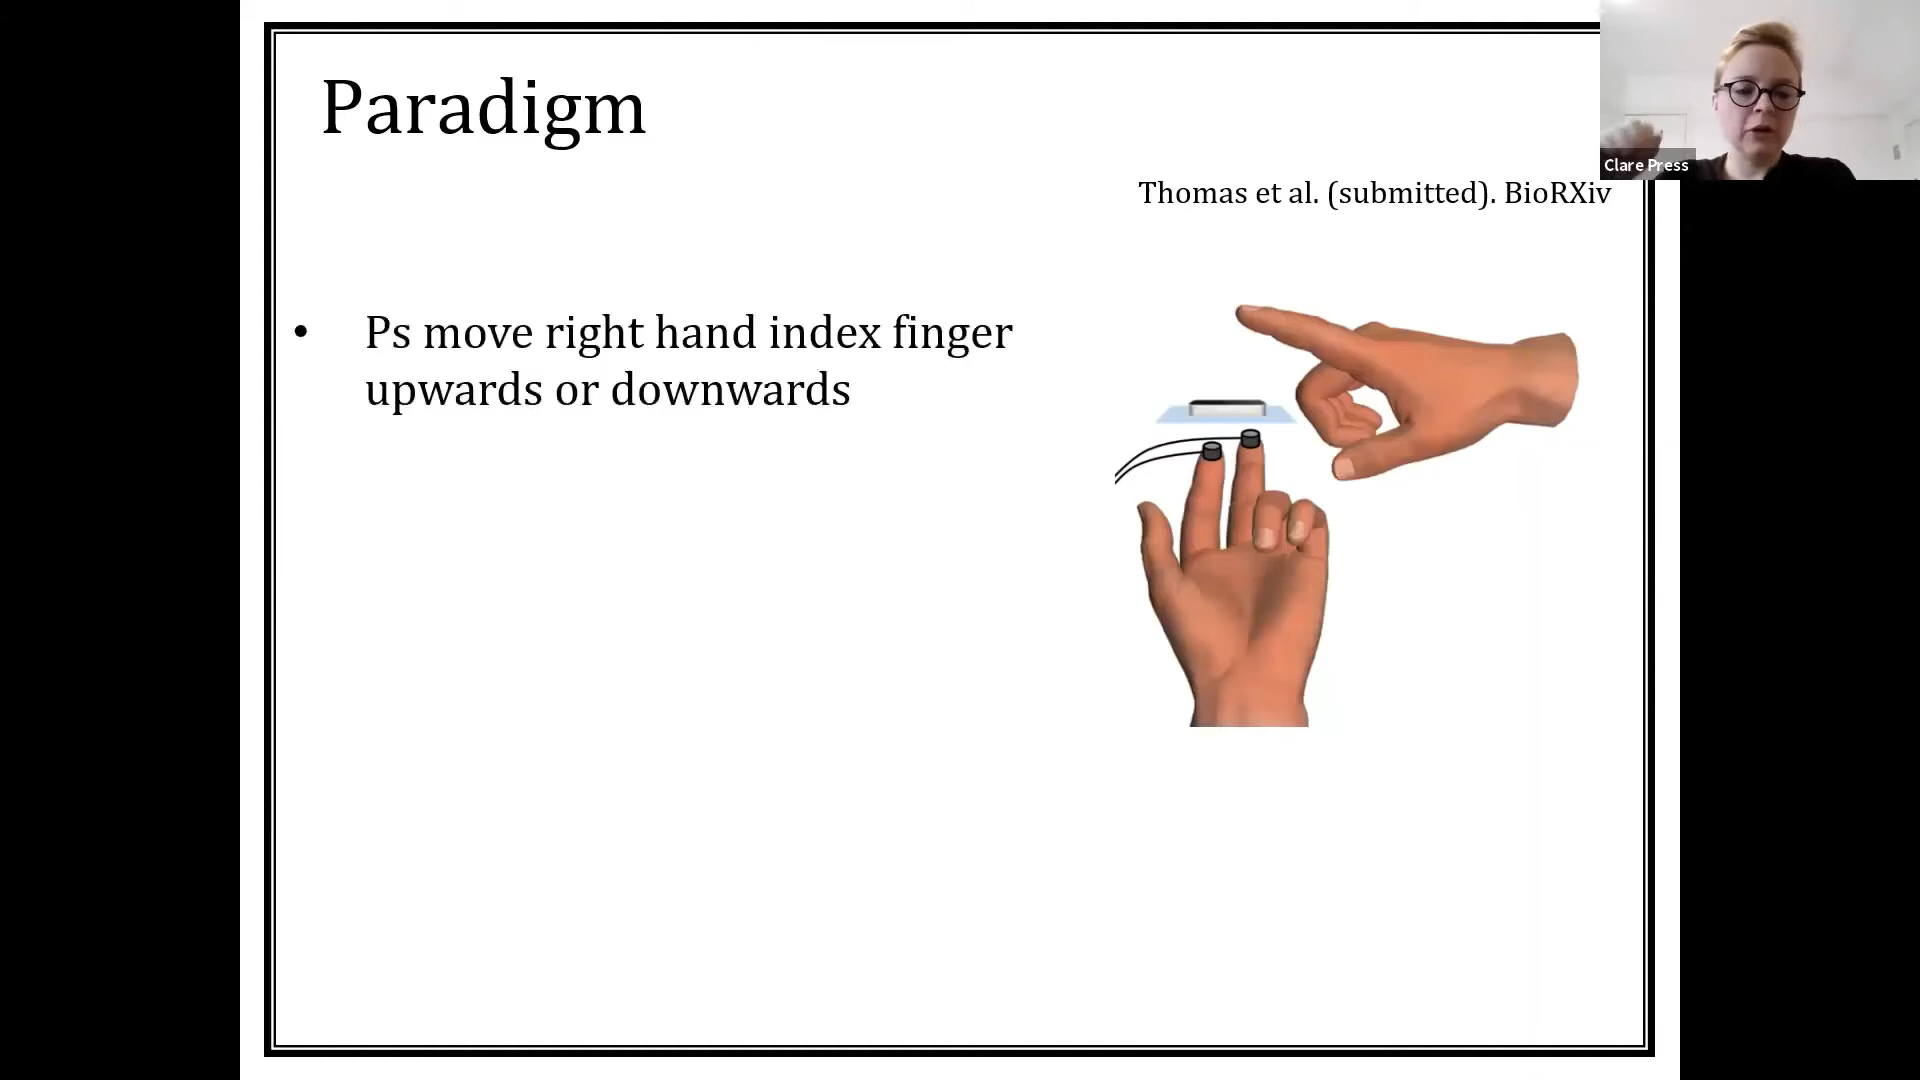 Paradigm
Clare Press
Thomas et al. (submitted). BioRXiv
• Ps move right hand index finger
upwards or downwards